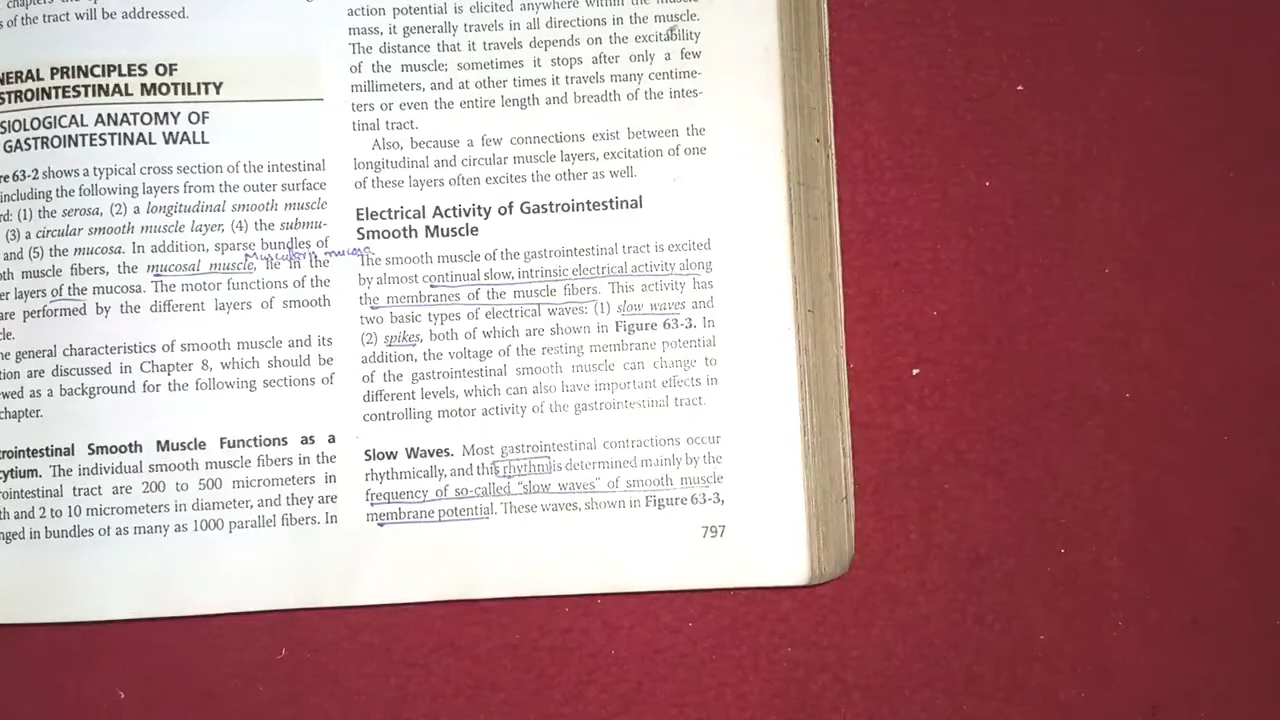 s of the tract will be addressed.
NERAL PRINCIPLES OF
STROINTESTINAL MOTILITY
SIOLOGICAL ANATOMY OF
GASTROINTESTINAL WALL
re 63-2 shows a typical cross section of the intestinal
including the following layers from the outer surface
rd: (1) the serosa, (2) a longitudinal smooth muscle
(3) a circular smooth muscle layer, (4) the submu-
and (5) the mucosa. In addition, sparse bundles of
mucosa
oth muscle fibers, the mucosal muscle, lie in the
er layers of the mucosa. The motor functions of the
are performed by the different layers of smooth
cle.
he general characteristics of smooth muscle and its
tion are discussed in Chapter 8, which should be
wed as a background for the following sections of
chapter.
trointestinal Smooth Muscle Functions as a
cytium. The individual smooth muscle fibers in the
rointestinal tract are 200 to 500 micrometers in
th and 2 to 10 micrometers in diameter, and they are
nged in bundles of as many as 1000 parallel fibers. In
action potential is elicited anywhere within the muscle
mass, it generally travels in all directions in the muscle.
The distance that it travels depends on the excitability
of the muscle; sometimes it stops after only a few
millimeters, and at other times it travels many centime-
ters or even the entire length and breadth of the intes-
tinal tract.
Also, because a few connections exist between the
longitudinal and circular muscle layers, excitation of one
of these layers often excites the other as well.
Electrical Activity of Gastrointestinal
Smooth Muscle
The smooth muscle of the gastrointestinal tract is excited
by almost continual slow, intrinsic electrical activity along
the membranes of the muscle fibers. This activity has
two basic types of electrical waves: (1) slow waves and
(2) spikes, both of which are shown in Figure 63-3. In
addition, the voltage of the resting membrane potential
of the gastrointestinal smooth muscle can change to
different levels, which can also have important effects in
controlling motor activity of the gastrointestinal tract.
Slow Waves. Most gastrointestinal contractions occur
rhythmically, and this rhythm is determined mainly by the
frequency of so-called "slow waves" of smooth muscle
membrane potential. These waves, shown in Figure 63-3,
797